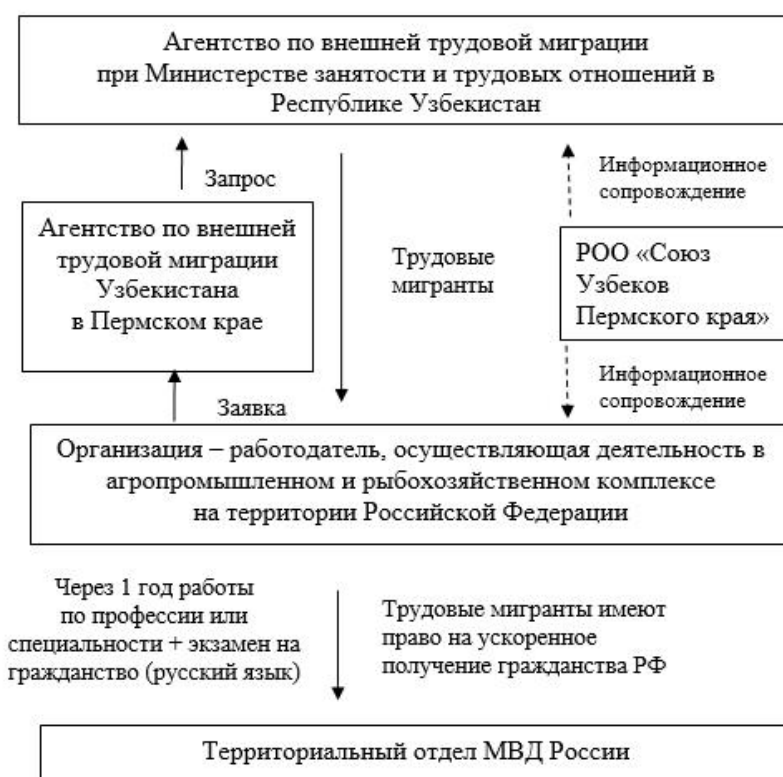 Агентство по внешней трудовой миграции
при Министерстве занятости и трудовых отношений в
Республике Узбекистан
Запрос
Информационное
сопровождение
Агентство по внешней
трудовой миграции
Узбекистана
в Пермском крае
Трудовые
мигранты
РОО «Союз
Узбеков
Пермского края»
Заявка
Информационное
сопровождение
Организация – работодатель, осуществляющая деятельность в
агропромышленном и рыбохозяйственном комплексе
на территории Российской Федерации
Через 1 год работы
по профессии или
специальности + экзамен на
гражданство (русский язык)
Трудовые мигранты имеют
право на ускоренное
получение гражданства РФ
Территориальный отдел МВД России